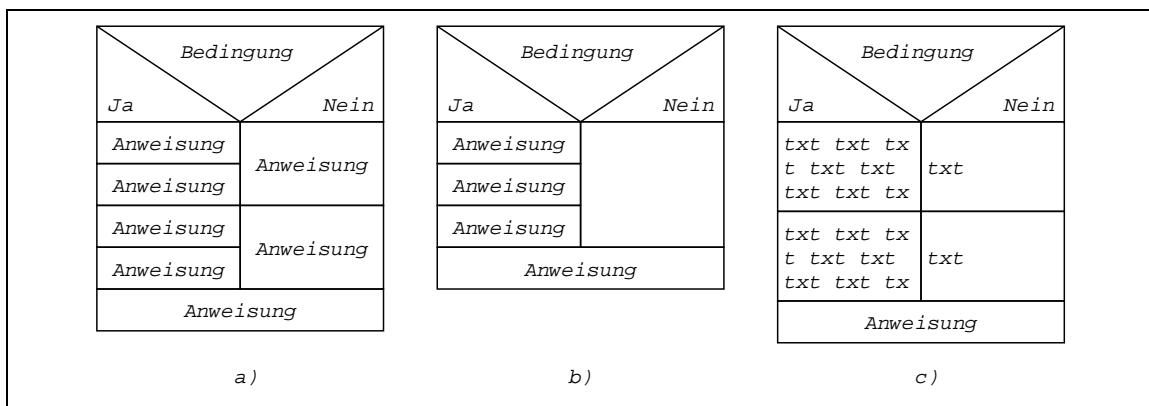 Bedingung
Ja
Nein
Anweisung
Anweisung
Anweisung
Anweisung
Anweisung
Anweisung
Anweisung
a)
Bedingung
Ja
Nein
Anweisung
Anweisung
Anweisung
Anweisung
b)
Bedingung
Ja
Nein
txt txt tx
t txt txt
txt txt tx
txt
txt txt tx
t txt txt
txt txt tx
txt
Anweisung
c)